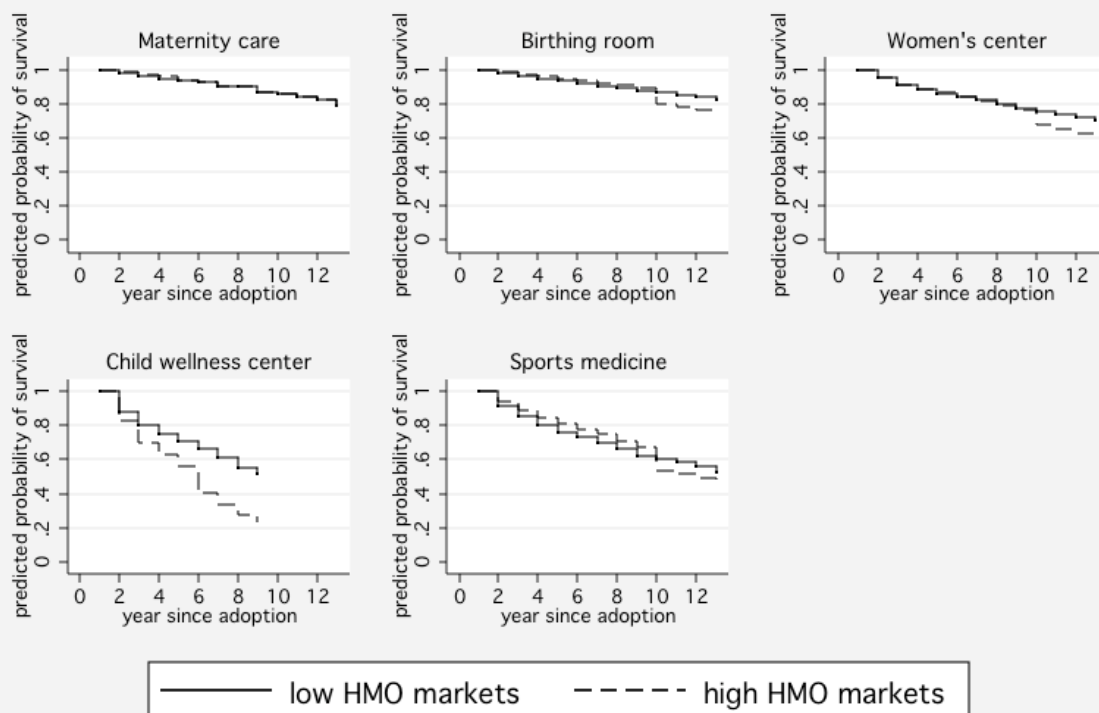 Maternity care
predicted probability of survival
1
.8
.6
.4
.2
0
0 2 4 6 8 10 12
year since adoption
Birthing room
predicted probability of survival
1
.8
.6
.4
.2
0
0 2 4 6 8 10 12
year since adoption
Women's center
predicted probability of survival
1
.8
.6
.4
.2
0
0 2 4 6 8 10 12
year since adoption
Child wellness center
predicted probability of survival
1
.8
.6
.4
.2
0
0 2 4 6 8 10 12
year since adoption
Sports medicine
predicted probability of survival
1
.8
.6
.4
.2
0
0 2 4 6 8 10 12
year since adoption
low HMO markets high HMO markets